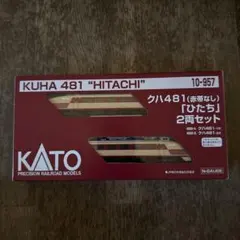 KUHA 481 "HITACHI"
10-957
クハ481(赤帯なし)
「ひたち」
2両セット
KATO
PRECISION RAILROAD MODELS
N-GAUGE